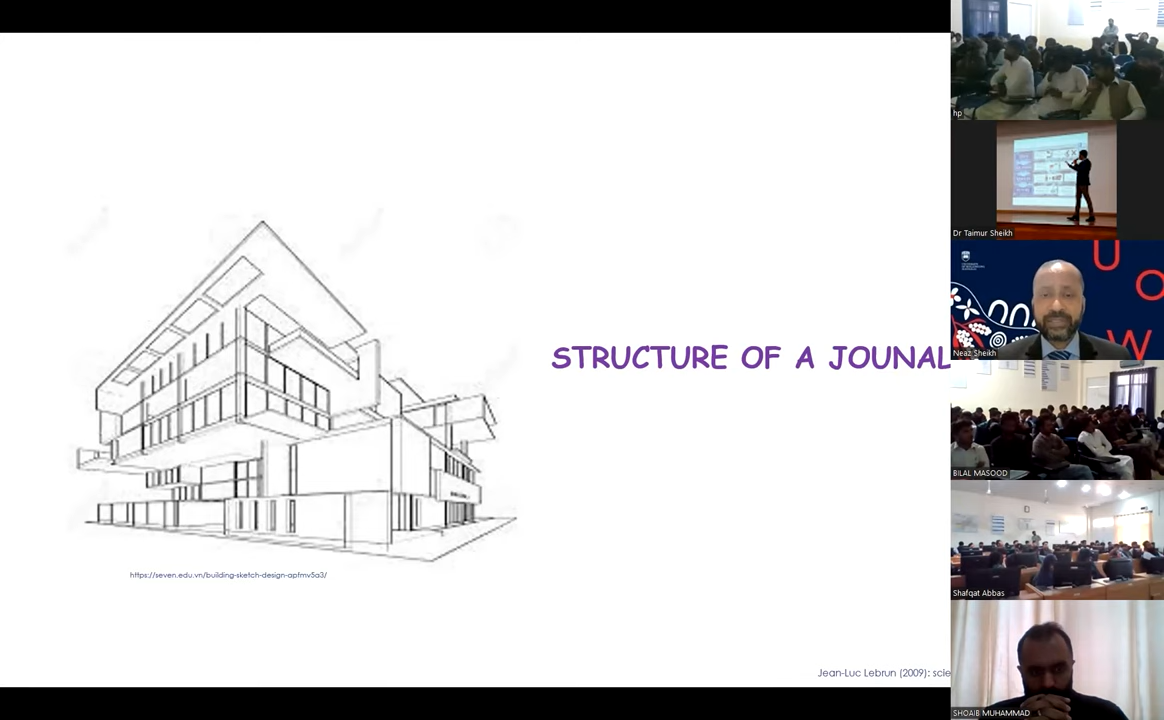 STRUCTURE OF A JOUNAL
https://seven.edu.vn/building-sketch-design-apfmv5a3/
Jean-Luc Lebrun (2009): scie
hp
Dr Taimur Sheikh
U
O
W
Neaz Sheikh
BILAL MASOOD
Shafqat Abbas
SHOAIB MUHAMMAD